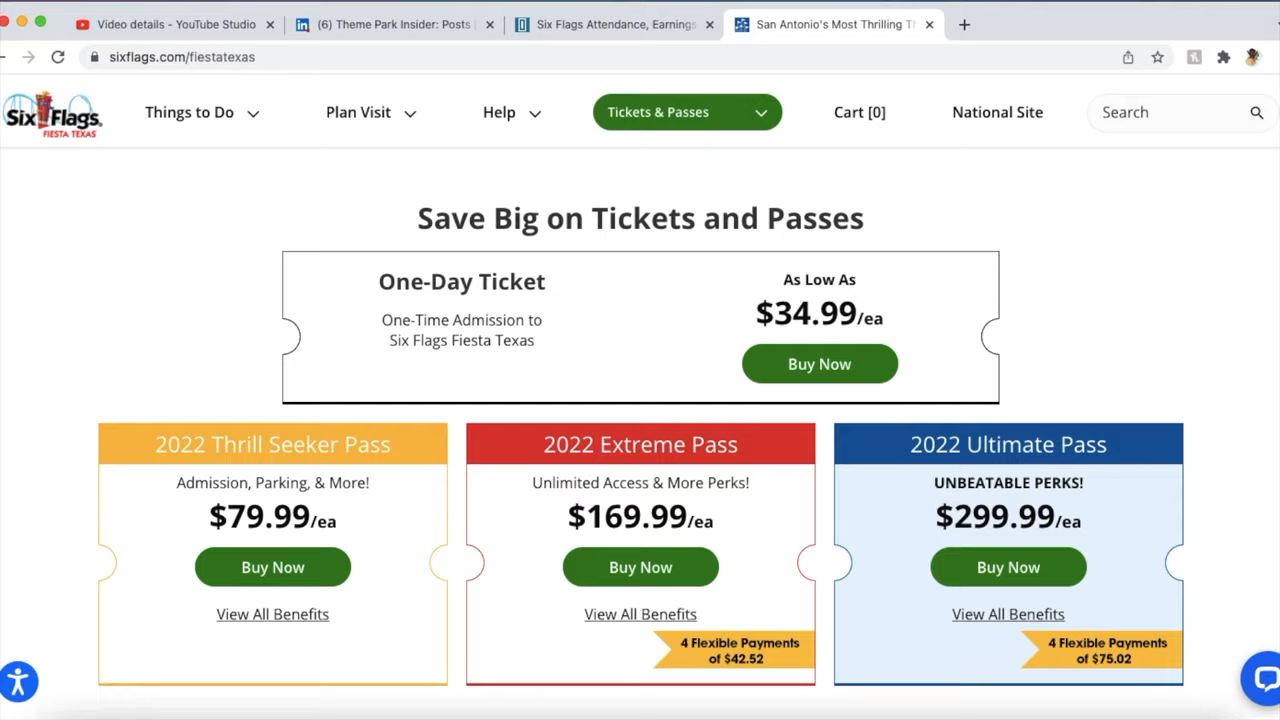 Video details - YouTube Studio
(6) Theme Park Insider: Posts
Six Flags Attendance, Earnings
San Antonio's Most Thrilling
sixflags.com/fiestatexas
Six Flags
FIESTA TEXAS
Things to Do
Plan Visit
Help
Tickets & Passes
Cart [0]
National Site
Search
Save Big on Tickets and Passes
One-Day Ticket
One-Time Admission to
Six Flags Fiesta Texas
As Low As
$34.99/ea
Buy Now
2022 Thrill Seeker Pass
Admission, Parking, & More!
$79.99/ea
Buy Now
View All Benefits
2022 Extreme Pass
Unlimited Access & More Perks!
$169.99/ea
Buy Now
View All Benefits
4 Flexible Payments
of $42.52
2022 Ultimate Pass
UNBEATABLE PERKS!
$299.99/ea
Buy Now
View All Benefits
4 Flexible Payments
of $75.02